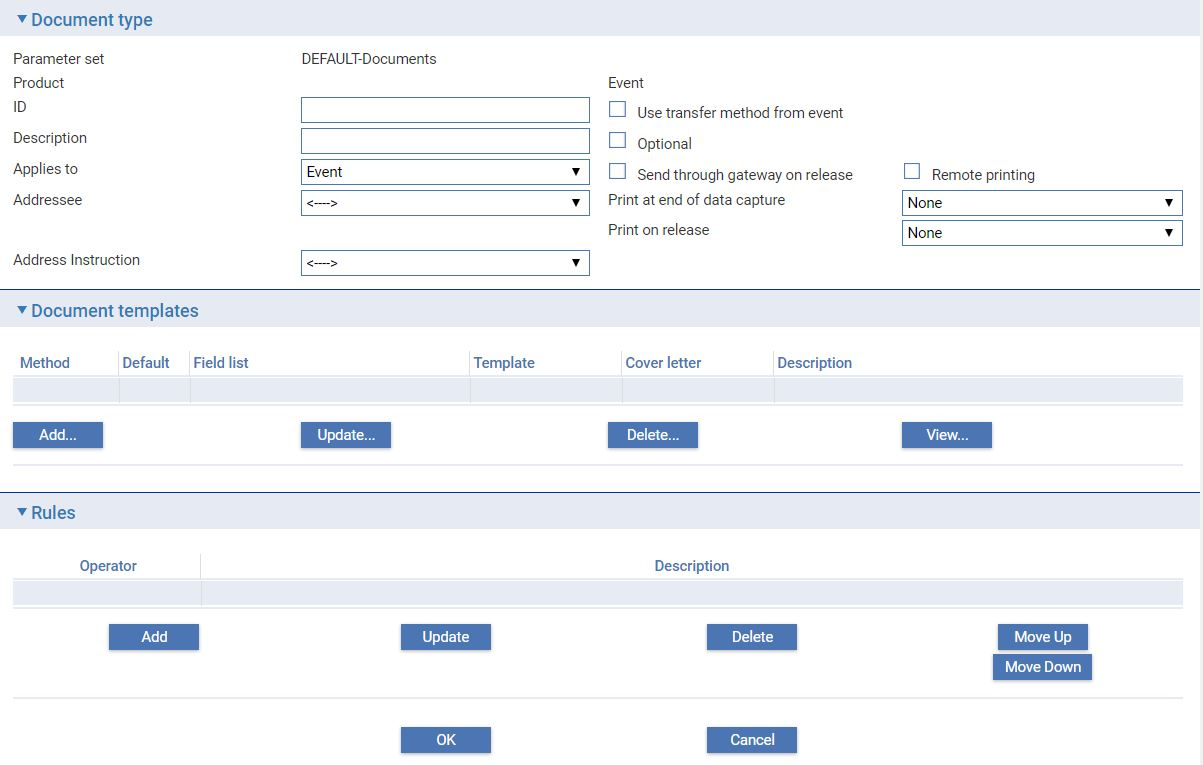 Document type
Parameter set DEFAULT-Documents
Product Event
ID Use transfer method from event
Description Optional
Applies to Event Send through gateway on release Remote printing
Addressee <----> Print at end of data capture None
Print on release None
Address Instruction <---->
Document templates
Method Default Field list Template Cover letter Description
Add... Update... Delete... View...
Rules
Operator Description
Add Update Delete Move Up
Move Down
OK Cancel